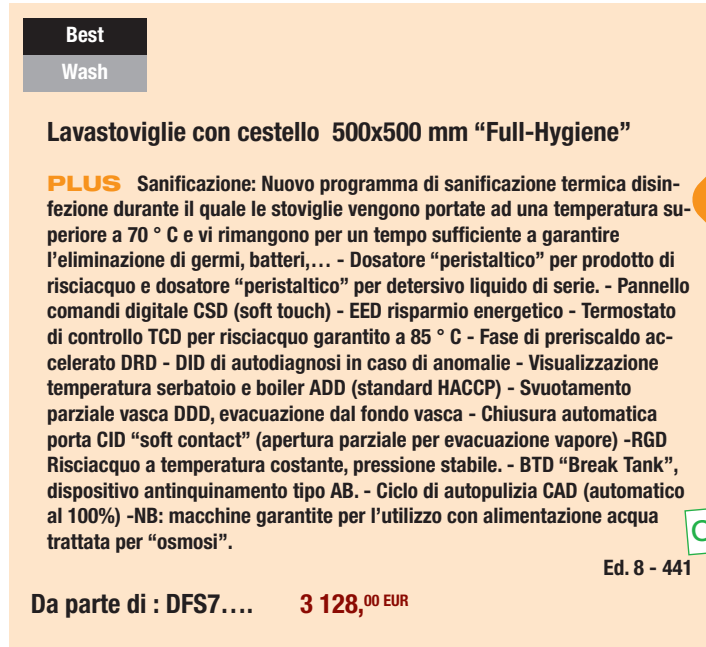 Best
Wash
Lavastoviglie con cestello 500x500 mm “Full-Hygiene”
PLUS Sanificazione: Nuovo programma di sanificazione termica disin-
fezione durante il quale le stoviglie vengono portate ad una temperatura su-
periore a 70 ° C e vi rimangono per un tempo sufficiente a garantire
l’eliminazione di germi, batteri,… - Dosatore “peristaltico” per prodotto di
risciacquo e dosatore “peristaltico” per detersivo liquido di serie. - Pannello
comandi digitale CSD (soft touch) - EED risparmio energetico - Termostato
di controllo TCD per risciacquo garantito a 85 ° C - Fase di preriscaldo ac-
celerato DRD - DID di autodiagnosi in caso di anomalie - Visualizzazione
temperatura serbatoio e boiler ADD (standard HACCP) - Svuotamento
parziale vasca DDD, evacuazione dal fondo vasca - Chiusura automatica
porta CID “soft contact” (apertura parziale per evacuazione vapore) -RGD
Risciacquo a temperatura costante, pressione stabile. - BTD “Break Tank”,
dispositivo antinquinamento tipo AB. - Ciclo di autopulizia CAD (automatico
al 100%) -NB: macchine garantite per l’utilizzo con alimentazione acqua
trattata per “osmosi”.
Ed. 8 - 441
Da parte di : DFS7…. 3 128,00 EUR